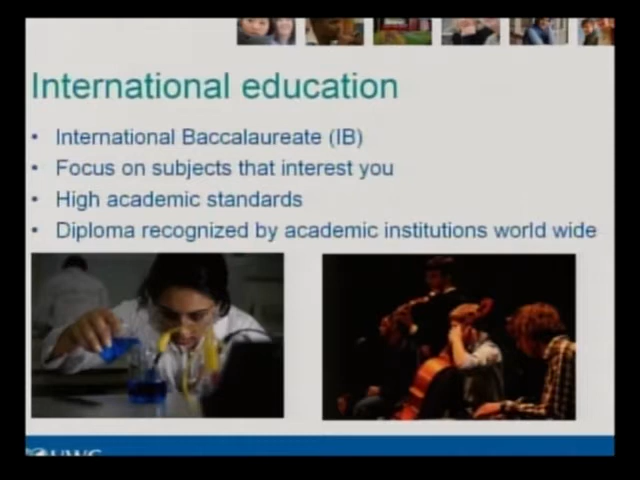 International education
• International Baccalaureate (IB)
• Focus on subjects that interest you
• High academic standards
• Diploma recognized by academic institutions world wide